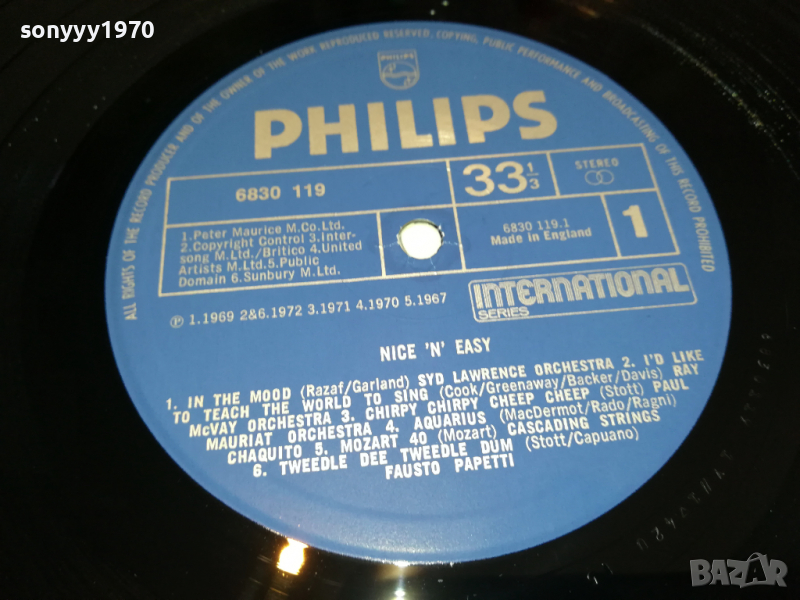 sonyyy1970
ALL RIGHTS OF THE RECORD PRODUCER AND OF THE OWNER OF THE WORK REPRODUCED RESERVED. COPYING, PUBLIC PERFORMANCE AND BROADCASTING OF THIS RECORD PROHIBITED
PHILIPS
PHILIPS
6830 119
33 1/3
STEREO
1.Peter Maurice M.Co.Ltd.
2.Copyright Control 3.Inter-
song M.Ltd./Britico 4.United
Artists M.Ltd.5.Public
Domain 6.Sunbury M.Ltd.
6830 119.1
Made in England
1
INTERNATIONAL
SERIES
℗ 1.1969 2&6.1972 3.1971 4.1970 5.1967
NICE 'N' EASY
1. IN THE MOOD (Razaf/Garland) SYD LAWRENCE ORCHESTRA 2. I'D LIKE
TO TEACH THE WORLD TO SING (Cook/Greenaway/Backer/Davis) RAY
McVAY ORCHESTRA 3. CHIRPY CHIRPY CHEEP CHEEP (Stott) PAUL
MAURIAT ORCHESTRA 4. AQUARIUS (MacDermot/Rado/Ragni)
CHAQUITO 5. MOZART 40 (Mozart) CASCADING STRINGS
6. TWEEDLE DEE TWEEDLE DUM (Stott/Capuano)
FAUSTO PAPETTI
BAZAR